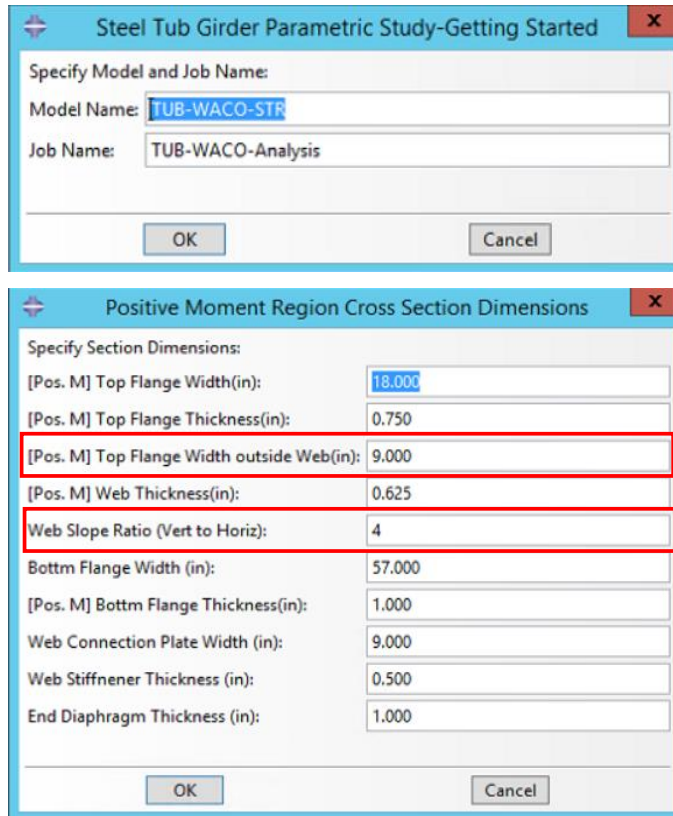 Steel Tub Girder Parametric Study-Getting Started
x
Specify Model and Job Name:
Model Name: TUB-WACO-STR
Job Name: TUB-WACO-Analysis
OK Cancel
Positive Moment Region Cross Section Dimensions
x
Specify Section Dimensions:
[Pos. M] Top Flange Width(in): 18.000
[Pos. M] Top Flange Thickness(in): 0.750
[Pos. M] Top Flange Width outside Web(in): 9.000
[Pos. M] Web Thickness(in): 0.625
Web Slope Ratio (Vert to Horiz): 4
Bottm Flange Width (in): 57.000
[Pos. M] Bottm Flange Thickness(in): 1.000
Web Connection Plate Width (in): 9.000
Web Stiffnener Thickness (in): 0.500
End Diaphragm Thickness (in): 1.000
OK Cancel